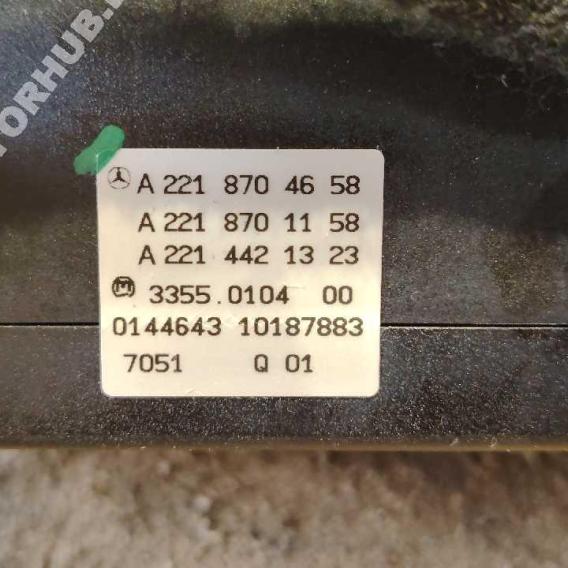 TORHUB.
A 221 870 46 58
A 221 870 11 58
A 221 442 13 23
M 3355.0104 00
0144643 10187883
7051 Q 01